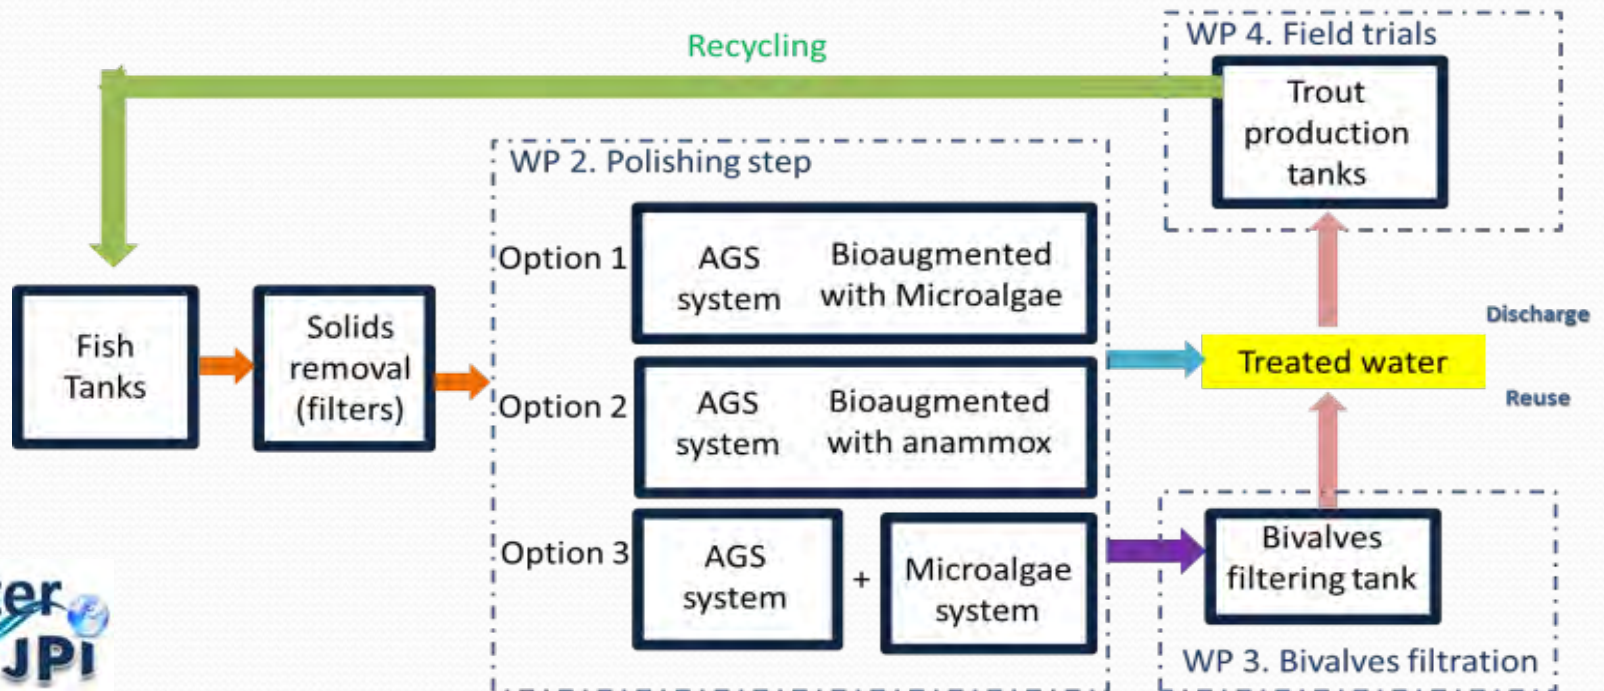 Recycling
WP 4. Field trials
Trout
production
tanks
WP 2. Polishing step
Option 1
AGS
system
Bioaugmented
with Microalgae
Fish
Tanks
Solids
removal
(filters)
Option 2
AGS
system
Bioaugmented
with anammox
Discharge
Treated water
Reuse
Option 3
AGS
system
+
Microalgae
system
Bivalves
filtering tank
WP 3. Bivalves filtration
JPI